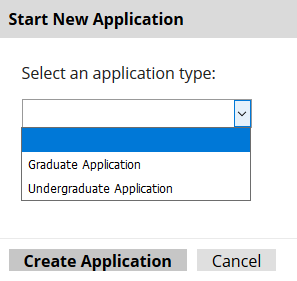 Start New Application
Select an application type:
Graduate Application
Undergraduate Application
Create Application Cancel